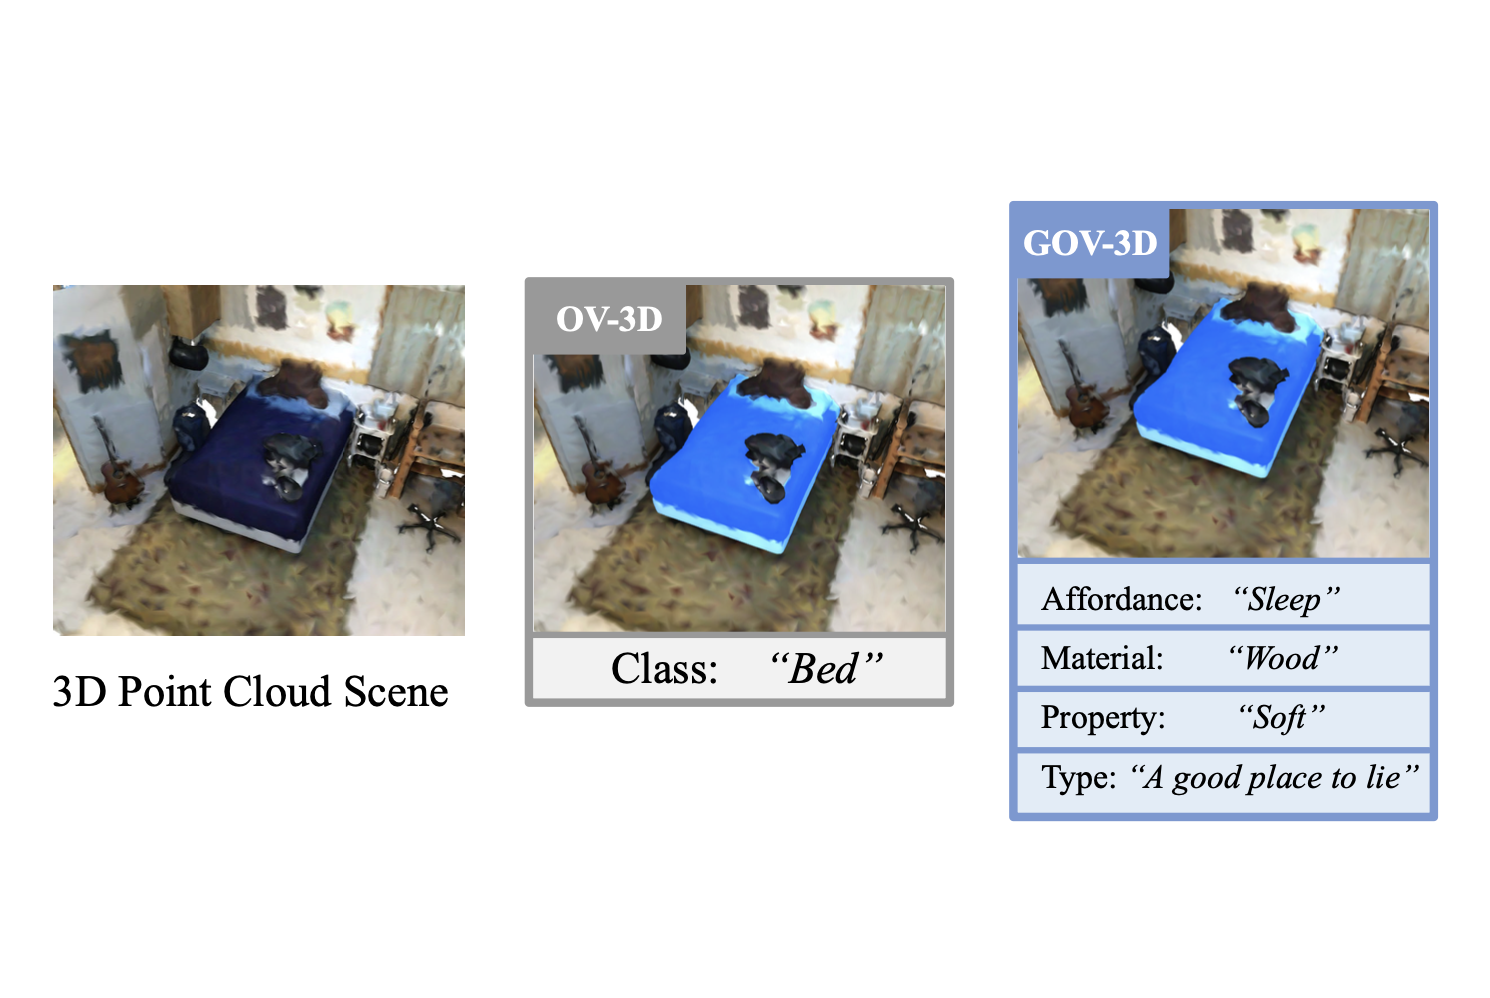 3D Point Cloud Scene
OV-3D
Class: “Bed”
GOV-3D
Affordance: “Sleep”
Material: “Wood”
Property: “Soft”
Type: “A good place to lie”